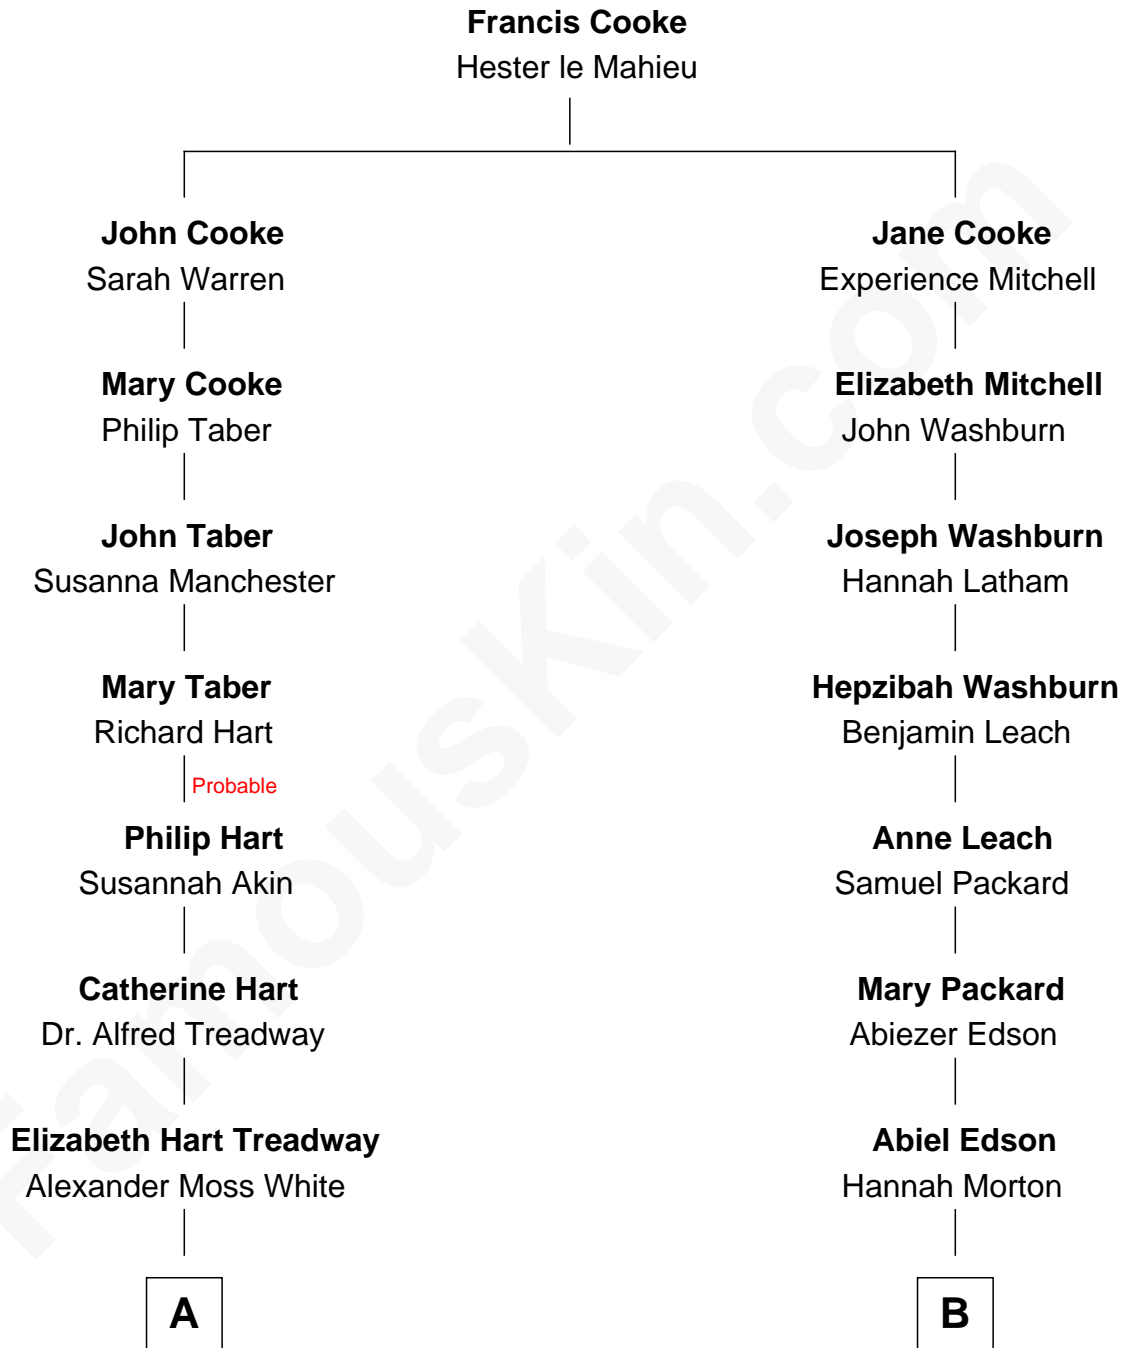 Francis Cooke
Hester le Mahieu
John Cooke
Sarah Warren
Jane Cooke
Experience Mitchell
Mary Cooke
Philip Taber
Elizabeth Mitchell
John Washburn
John Taber
Susanna Manchester
Joseph Washburn
Hannah Latham
Mary Taber
Richard Hart
Hepzibah Washburn
Benjamin Leach
Probable
Philip Hart
Susannah Akin
Anne Leach
Samuel Packard
Catherine Hart
Dr. Alfred Treadway
Mary Packard
Abiezer Edson
Elizabeth Hart Treadway
Alexander Moss White
Abiel Edson
Hannah Morton
A
B
FamousKin.com